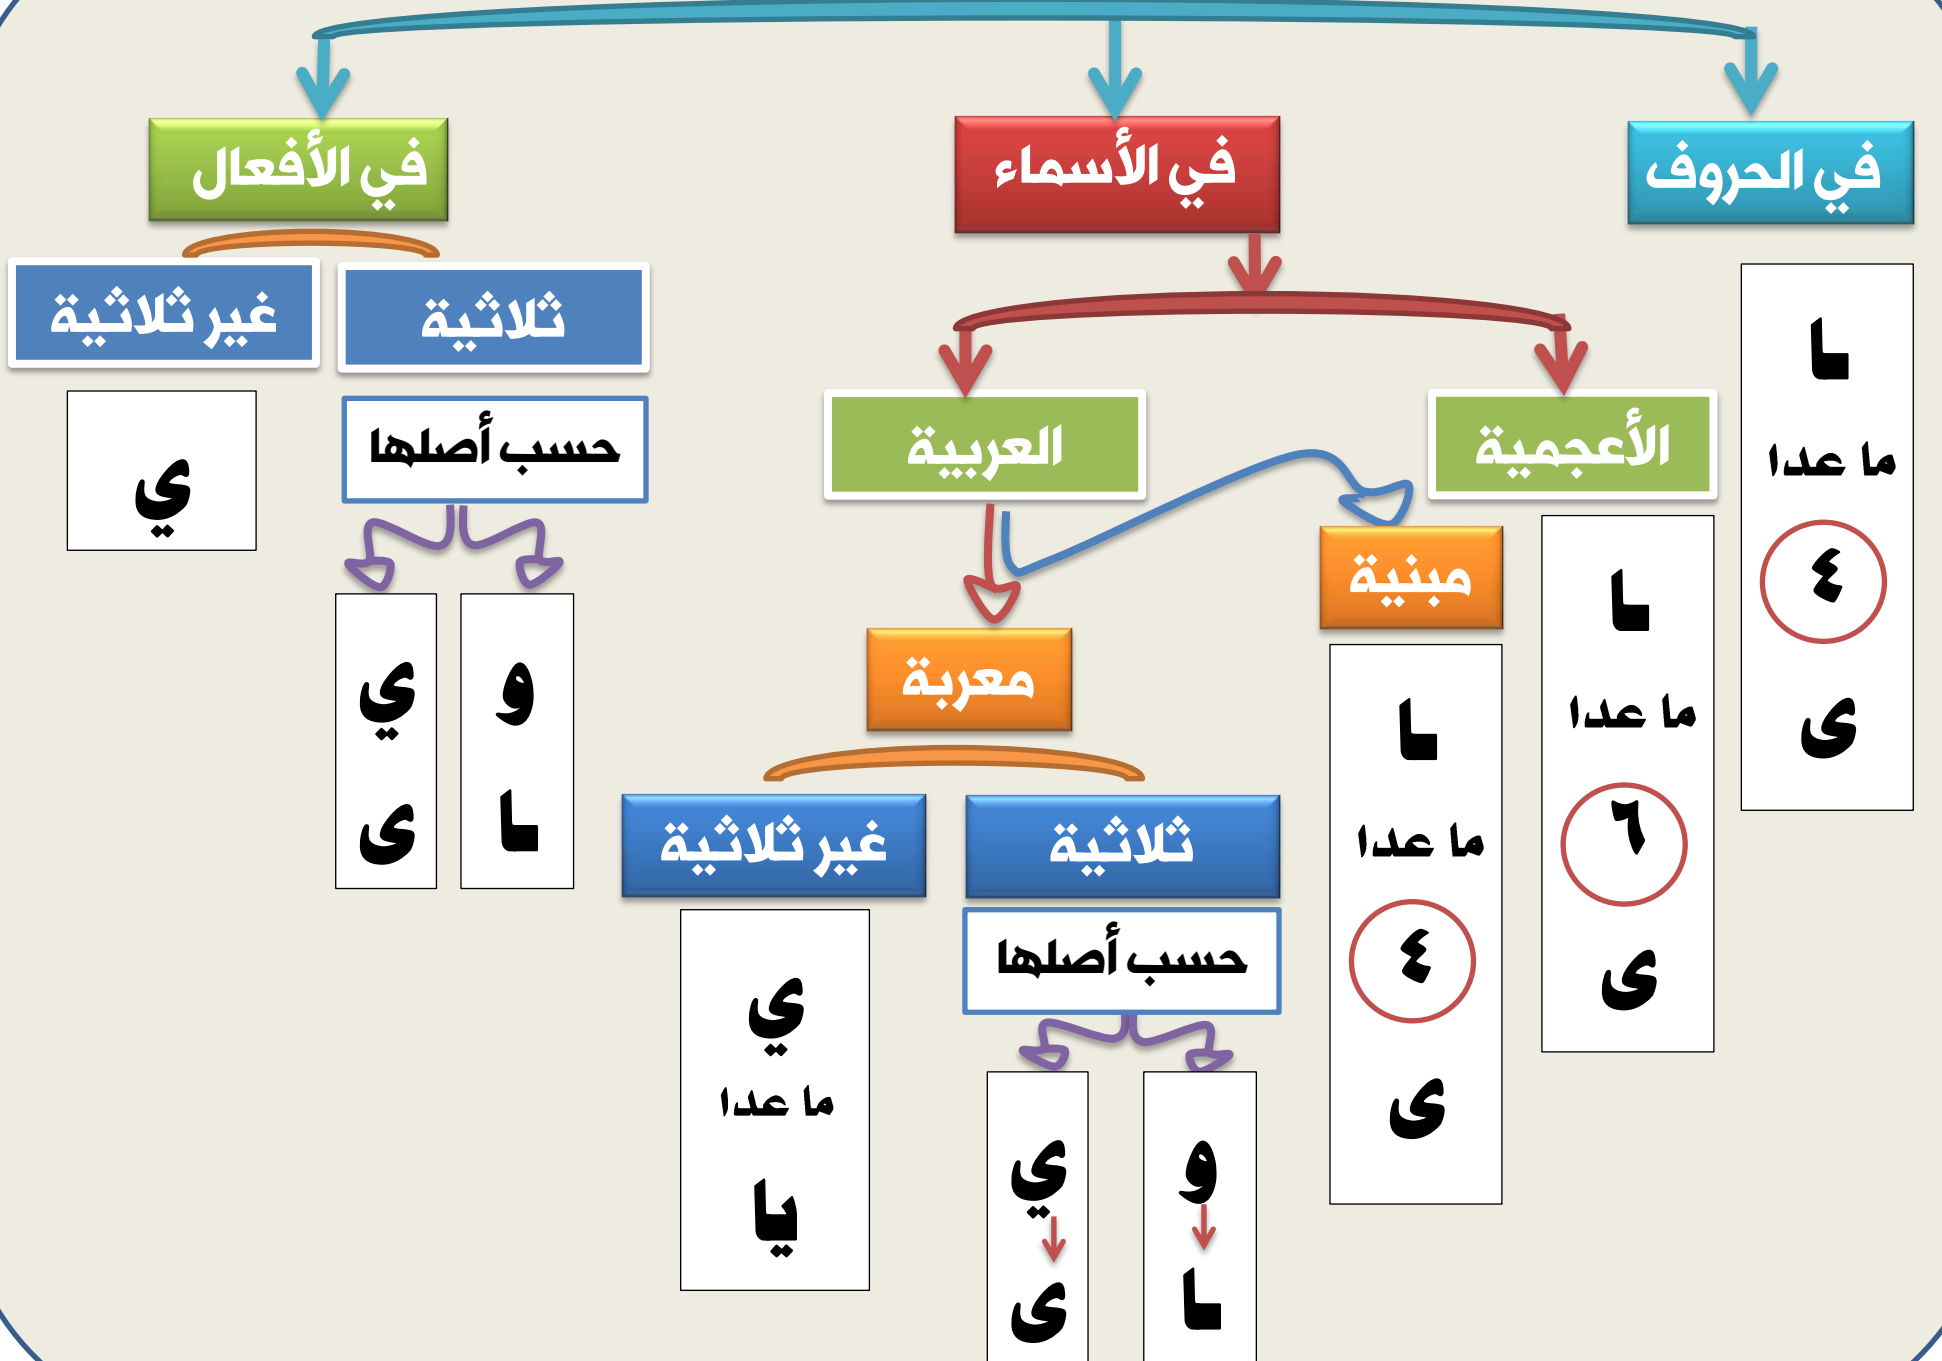 في الحروف
ـا
ما عدا
٤
ى
في الأسماء
الأعجمية
ـا
ما عدا
٦
ى
العربية
مبنية
ـا
ما عدا
٤
ى
معربة
ثلاثية
حسب أصلها
و
ـا
ي
ى
غير ثلاثية
ي
ما عدا
يا
في الأفعال
ثلاثية
حسب أصلها
و
ـا
ي
ى
غير ثلاثية
ي